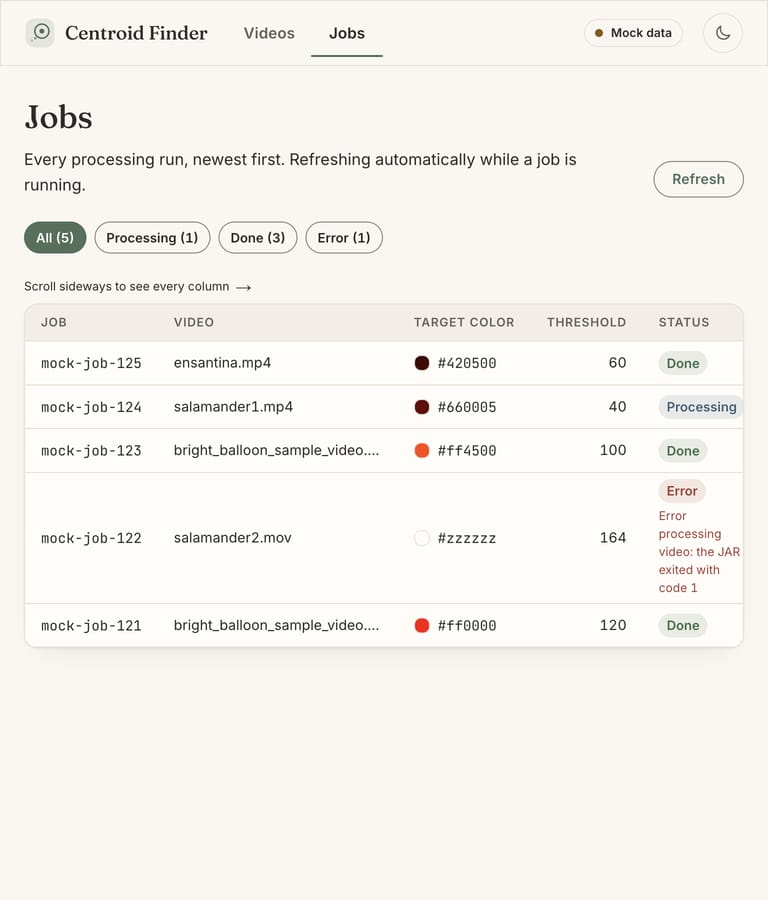 Centroid Finder Videos Jobs Mock data
Jobs
Every processing run, newest first. Refreshing automatically while a job is
running.
Refresh
All (5) Processing (1) Done (3) Error (1)
Scroll sideways to see every column →
JOB VIDEO TARGET COLOR THRESHOLD STATUS
mock-job-125 ensantina.mp4 #420500 60 Done
mock-job-124 salamander1.mp4 #660005 40 Processing
mock-job-123 bright_balloon_sample_video.... #ff4500 100 Done
mock-job-122 salamander2.mov #zzzzzz 164 Error
Error
processing
video: the JAR
exited with
code 1
mock-job-121 bright_balloon_sample_video.... #ff0000 120 Done